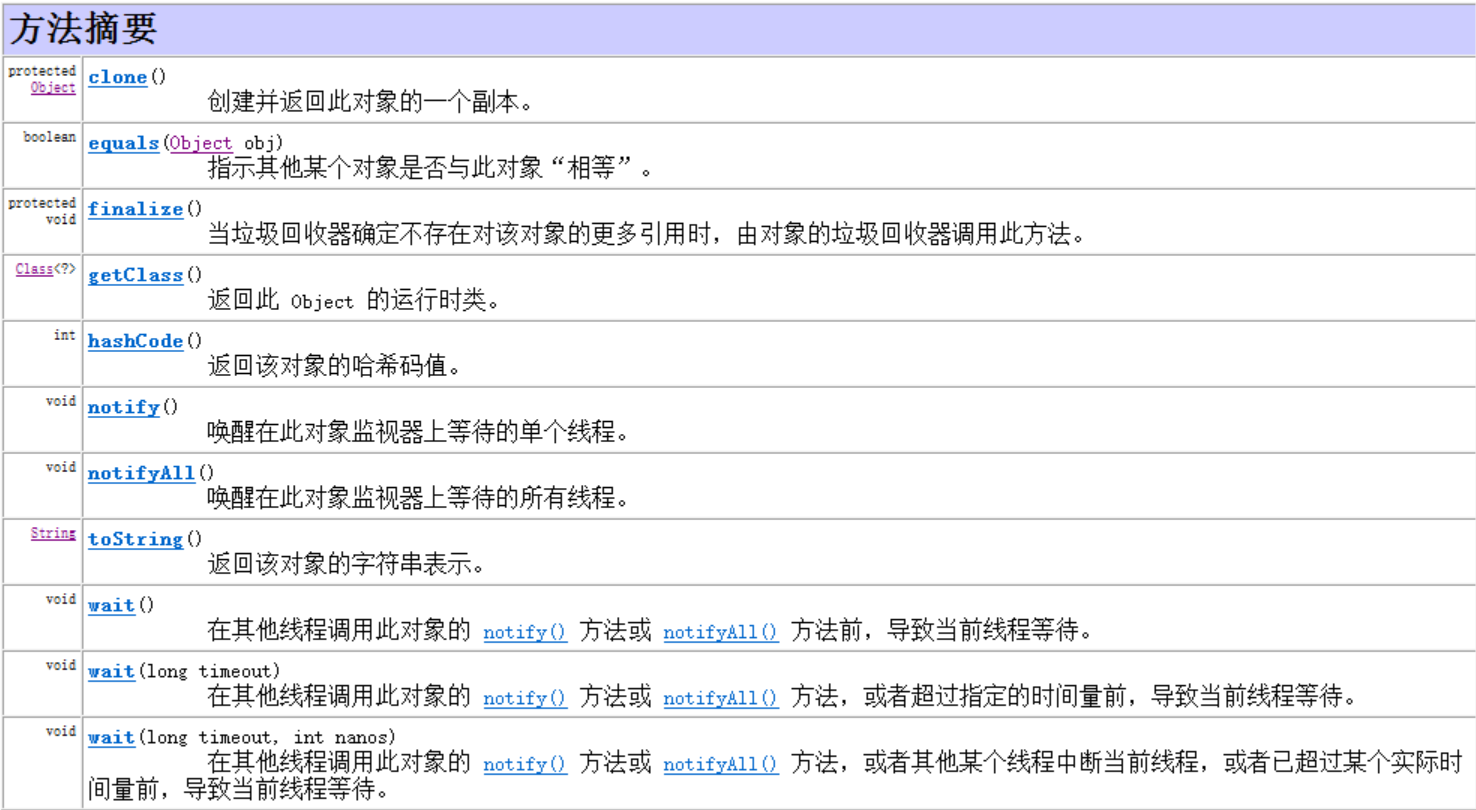 方法摘要
protected
Object
clone()
创建并返回此对象的一个副本。
boolean
equals(Object obj)
指示其他某个对象是否与此对象“相等”。
protected
void
finalize()
当垃圾回收器确定不存在对该对象的更多引用时，由对象的垃圾回收器调用此方法。
Class<?>
getClass()
返回此 Object 的运行时类。
int
hashCode()
返回该对象的哈希码值。
void
notify()
唤醒在此对象监视器上等待的单个线程。
void
notifyAll()
唤醒在此对象监视器上等待的所有线程。
String
toString()
返回该对象的字符串表示。
void
wait()
在其他线程调用此对象的 notify() 方法或 notifyAll() 方法前，导致当前线程等待。
void
wait(long timeout)
在其他线程调用此对象的 notify() 方法或 notifyAll() 方法，或者超过指定的时间量前，导致当前线程等待。
void
wait(long timeout, int nanos)
在其他线程调用此对象的 notify() 方法或 notifyAll() 方法，或者其他某个线程中断当前线程，或者已超过某个实际时
间量前，导致当前线程等待。